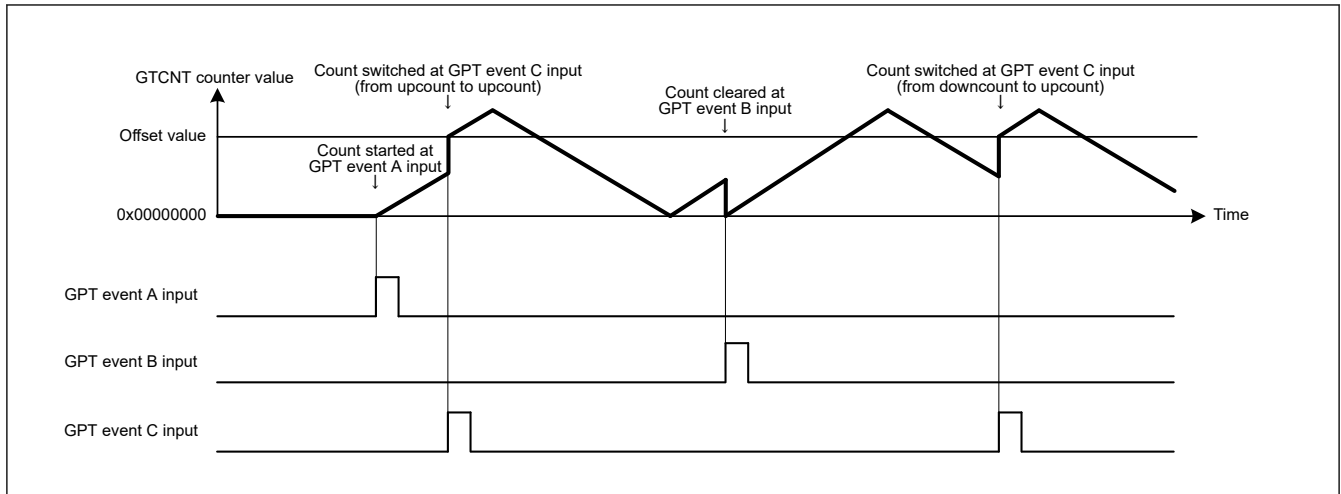 GTCNT counter value
Count switched at GPT event C input
(from upcount to upcount)
Count cleared at
GPT event B input
Count switched at GPT event C input
(from downcount to upcount)
Offset value
Count started at
GPT event A input
0x00000000
Time
GPT event A input
GPT event B input
GPT event C input